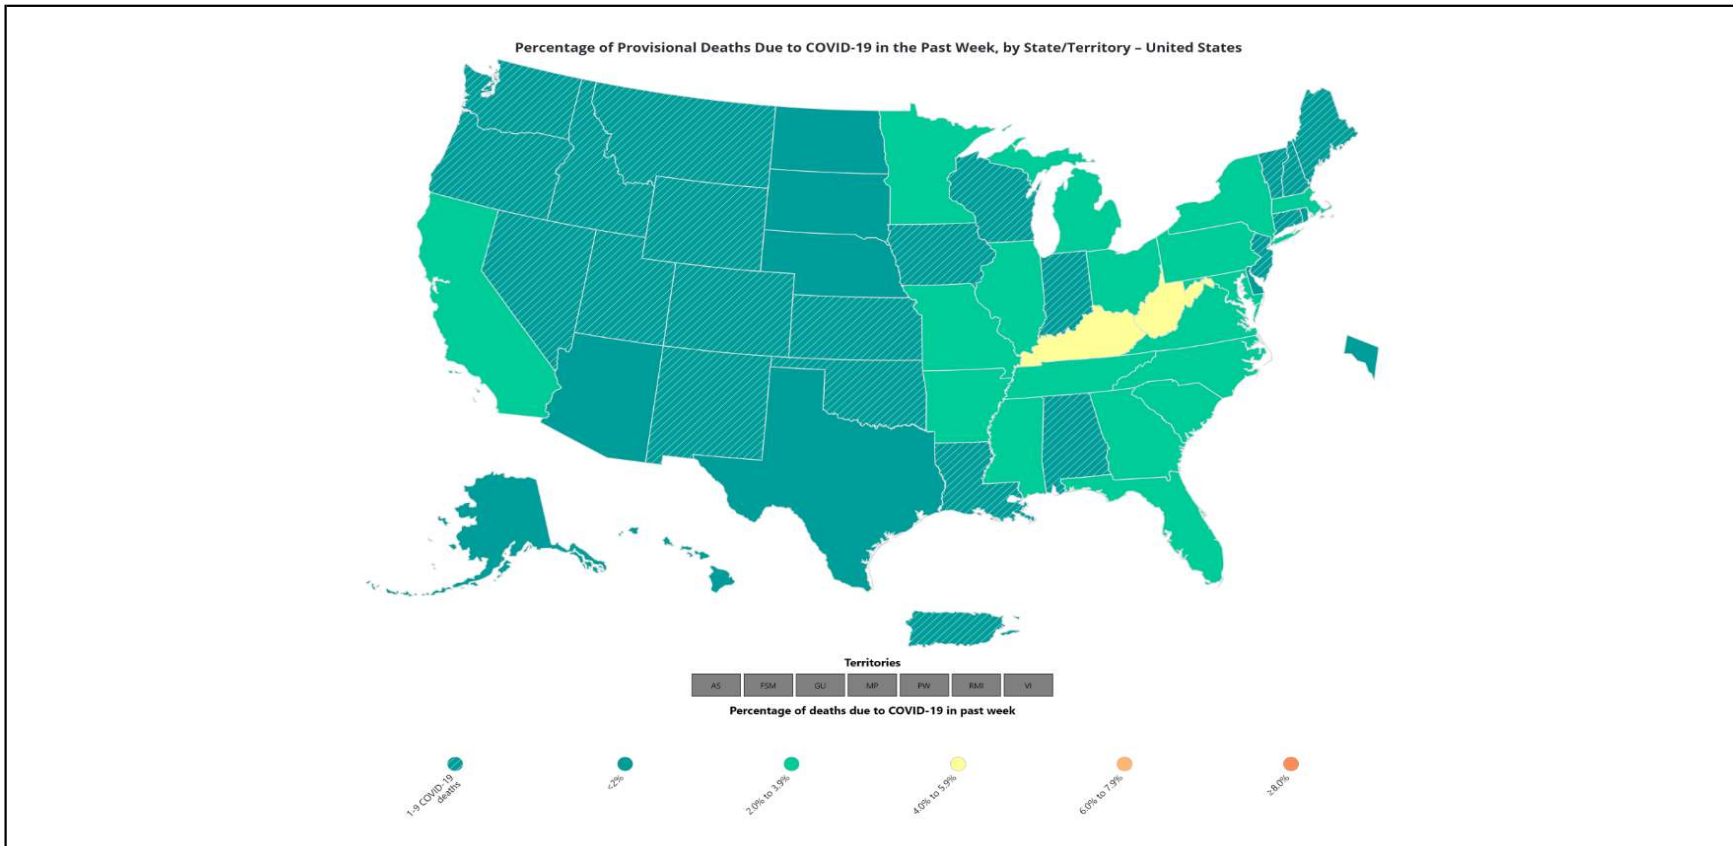 Percentage of Provisional Deaths Due to COVID-19 in the Past Week, by State/Territory – United States
Territories
AS FSM GU MP PW RMI VI
Percentage of deaths due to COVID-19 in past week
1-9 COVID-19
deaths
<2%
2.0% to 3.9%
4.0% to 5.9%
6.0% to 7.9%
≥8.0%